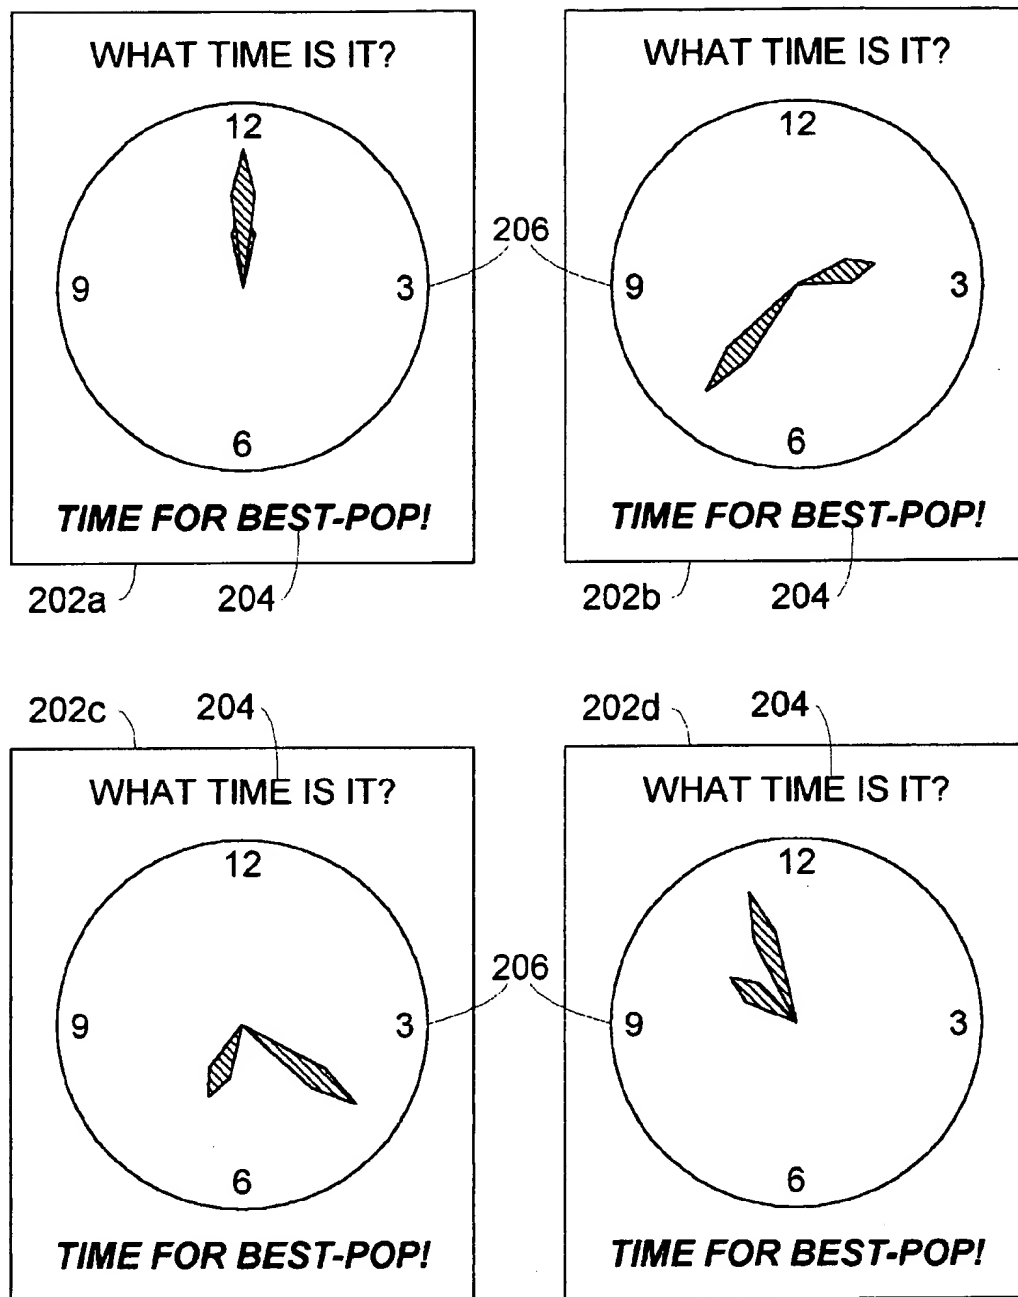 WHAT TIME IS IT?
12
9
3
6
TIME FOR BEST-POP!
202a
204
WHAT TIME IS IT?
12
9
3
6
TIME FOR BEST-POP!
202b
204
206
202c
204
WHAT TIME IS IT?
12
9
3
6
TIME FOR BEST-POP!
202d
204
WHAT TIME IS IT?
12
9
3
6
TIME FOR BEST-POP!
206